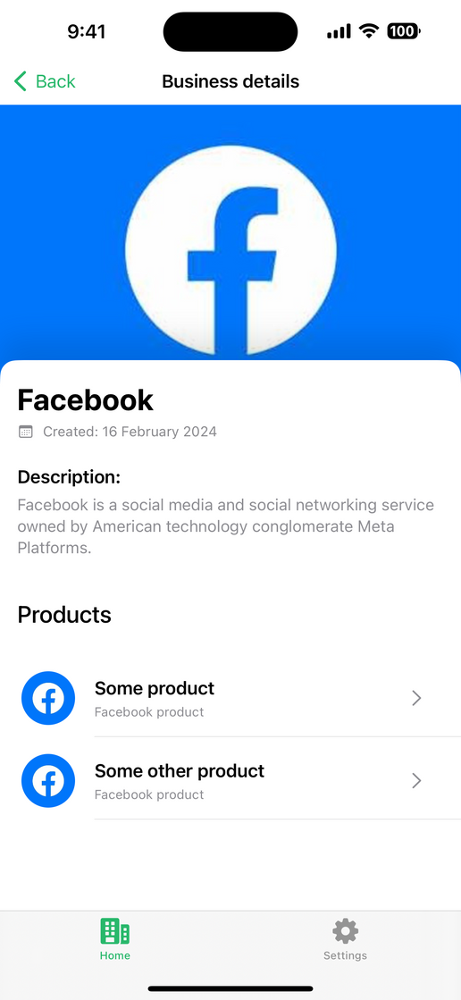 9:41
100
Back
Business details
Facebook
Created: 16 February 2024
Description:
Facebook is a social media and social networking service
owned by American technology conglomerate Meta
Platforms.
Products
Some product
Facebook product
Some other product
Facebook product
Home
Settings